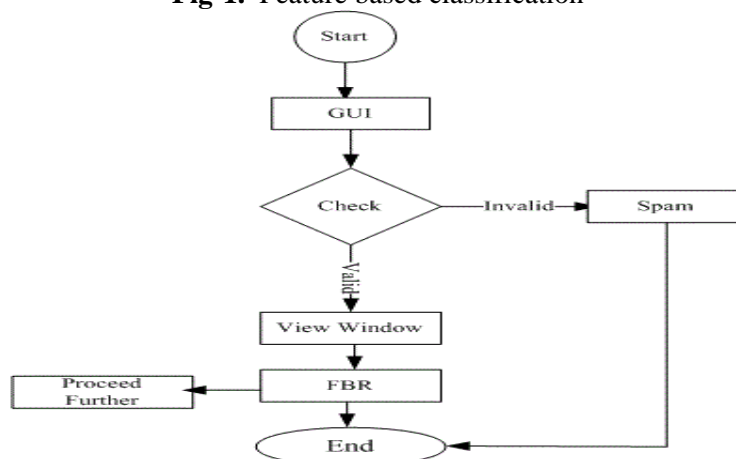 Fig 1. Feature based classification
Start
GUI
Check
Invalid
Spam
Valid
View Window
Proceed
Further
FBR
End